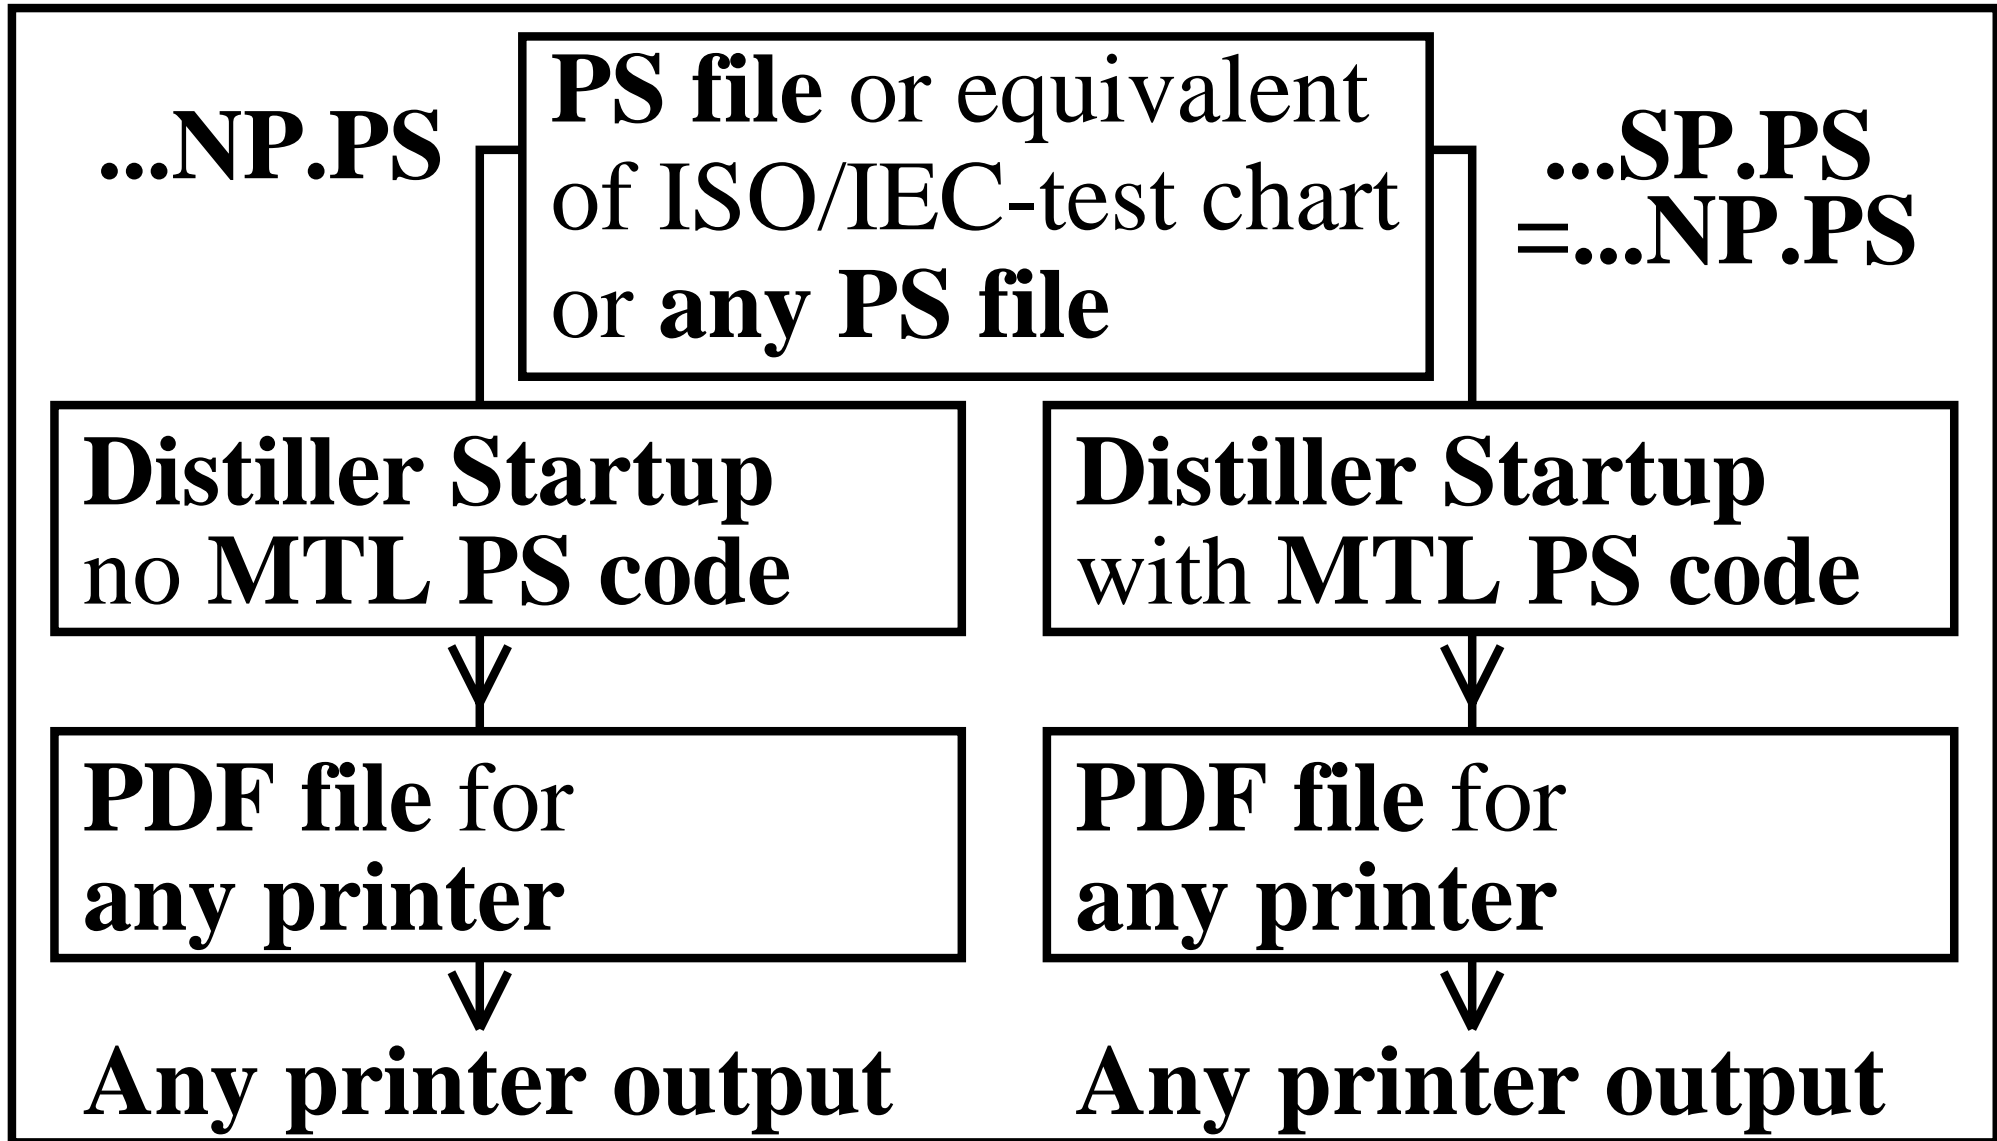 ...NP.PS
PS file or equivalent
of ISO/IEC-test chart
or any PS file
...SP.PS
=...NP.PS
Distiller Startup
no MTL PS code
Distiller Startup
with MTL PS code
PDF file for
any printer
PDF file for
any printer
Any printer output
Any printer output